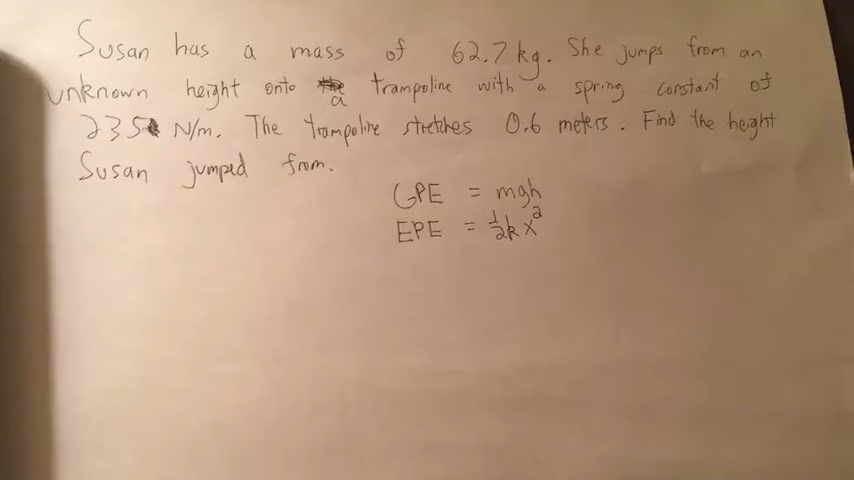 Susan has a mass of 62.7 kg. She jumps from an
unknown height onto a trampoline with a spring constant of
235 N/m. The trampoline stretches 0.6 meters. Find the height
Susan jumped from.
GPE = mgh
EPE = ½kx²